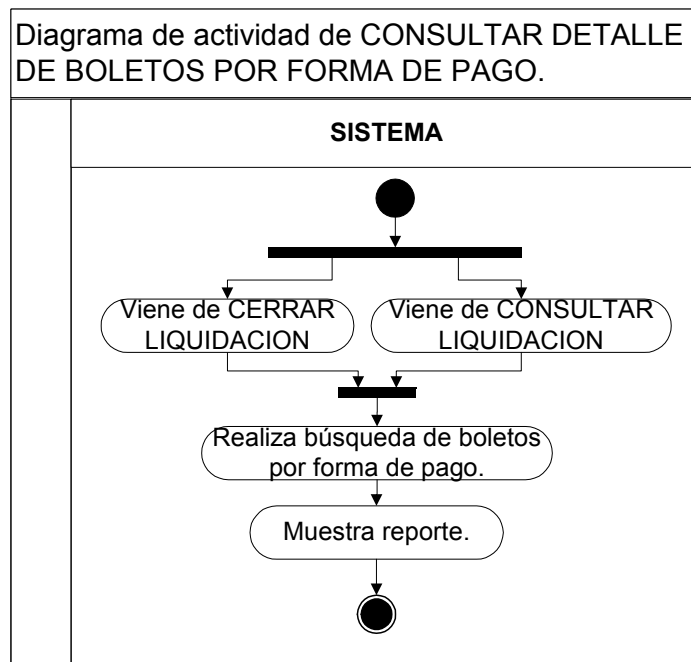 Diagrama de actividad de CONSULTAR DETALLE
DE BOLETOS POR FORMA DE PAGO.
SISTEMA
Viene de CERRAR
LIQUIDACION
Viene de CONSULTAR
LIQUIDACION
Realiza búsqueda de boletos
por forma de pago.
Muestra reporte.